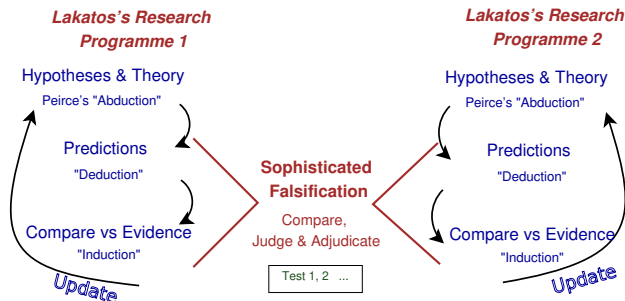 Lakatos's Research
Programme 1
Hypotheses & Theory
Peirce's "Abduction"
Predictions
"Deduction"
Compare vs Evidence
"Induction"
Update
Sophisticated
Falsification
Compare,
Judge & Adjudicate
Test 1, 2 ...
Lakatos's Research
Programme 2
Hypotheses & Theory
Peirce's "Abduction"
Predictions
"Deduction"
Compare vs Evidence
"Induction"
Update